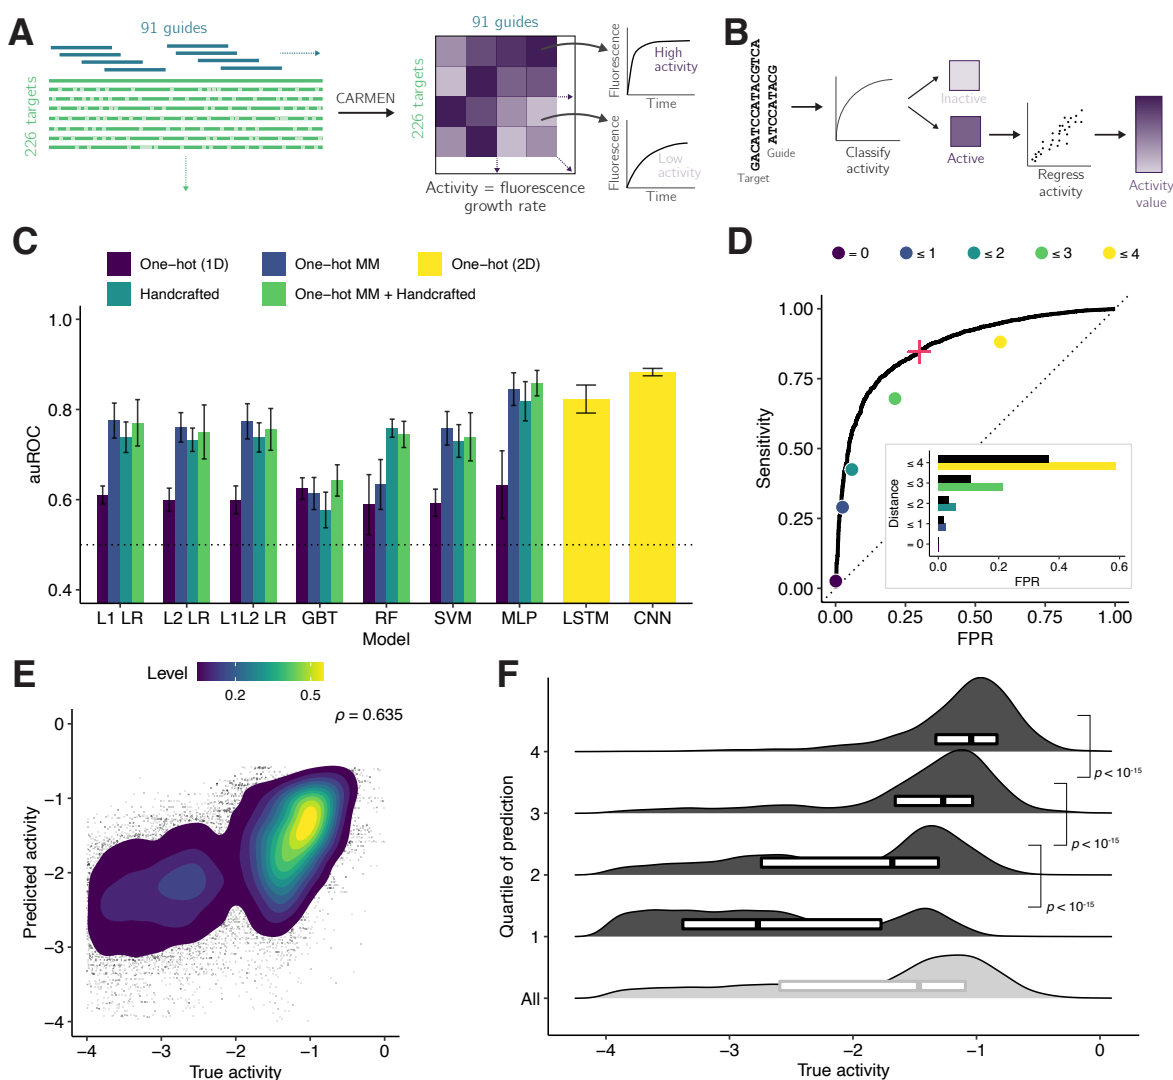 A
91 guides
226 targets
CARMEN
91 guides
226 targets
Activity = fluorescence
growth rate
Fluorescence
High
activity
Time
Fluorescence
Low
activity
Time
B
GACATCCATACGTCA
ATCCATACG
Guide
Target
Classify
activity
Inactive
Active
Regress
activity
Activity
value
C
One−hot (1D)
One−hot MM
One−hot (2D)
Handcrafted
One−hot MM + Handcrafted
auROC
1.0
0.8
0.6
0.4
L1 LR
L2 LR
L1L2 LR
GBT
RF
SVM
MLP
LSTM
CNN
Model
D
= 0
≤ 1
≤ 2
≤ 3
≤ 4
Sensitivity
1.00
0.75
0.50
0.25
0.00
0.00
0.25
0.50
0.75
1.00
FPR
Distance
≤ 4
≤ 3
≤ 2
≤ 1
= 0
0.0
0.2
0.4
0.6
FPR
E
Level
0.2
0.5
ρ = 0.635
Predicted activity
0
−1
−2
−3
−4
−4
−3
−2
−1
0
True activity
F
Quartile of prediction
4
3
2
1
All
p < 10-15
p < 10-15
p < 10-15
−4
−3
−2
−1
0
True activity